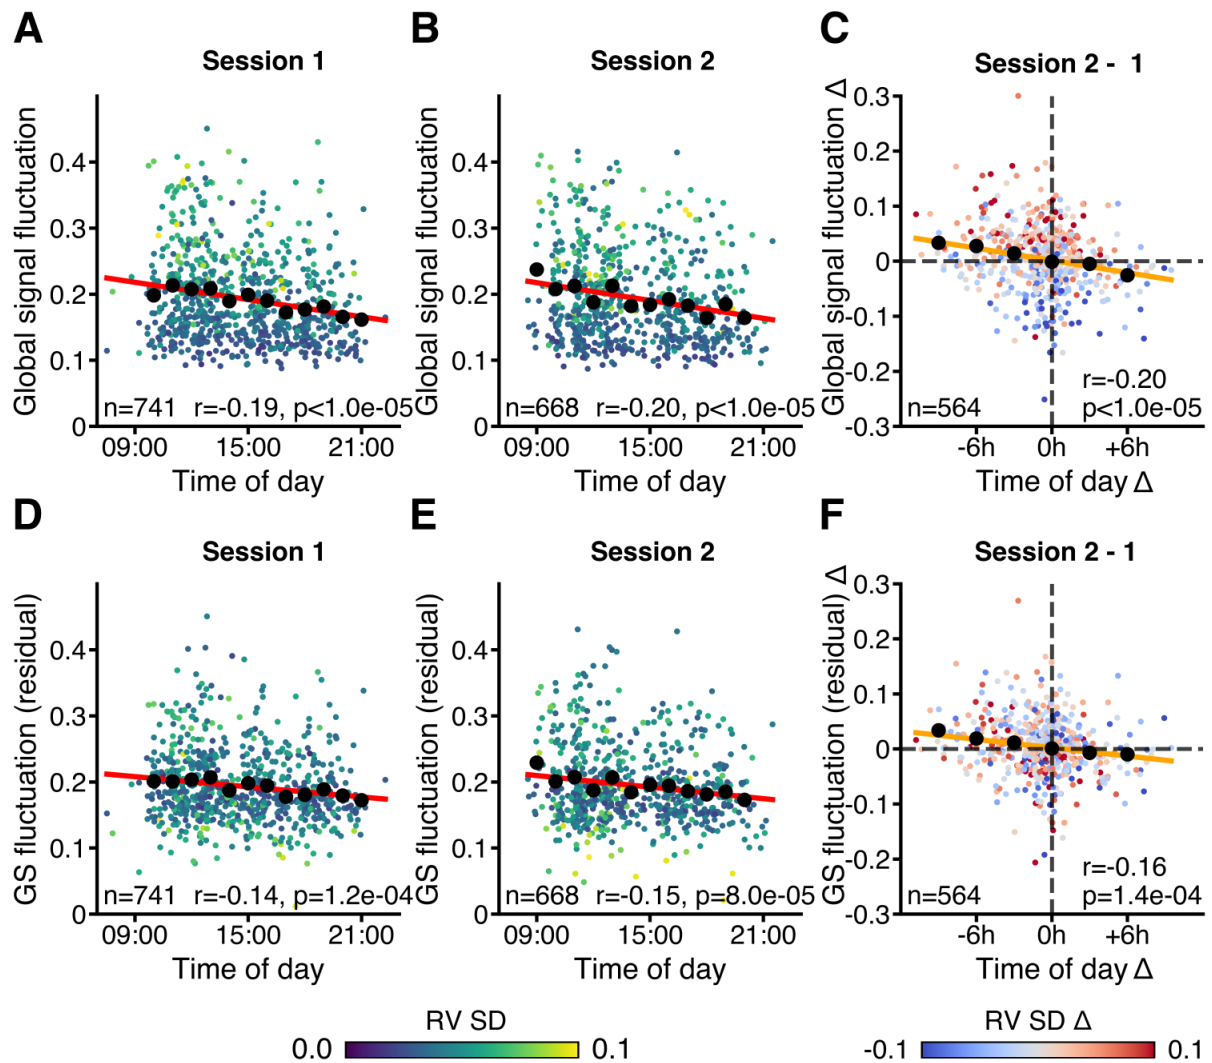 A
Session 1
Global signal fluctuation
0.4
0.3
0.2
0.1
0
n=741 r=-0.19, p<1.0e-05
09:00 15:00 21:00
Time of day
B
Session 2
Global signal fluctuation
0.4
0.3
0.2
0.1
0
n=668 r=-0.20, p<1.0e-05
09:00 15:00 21:00
Time of day
C
Session 2 - 1
Global signal fluctuation Δ
0.3
0.2
0.1
0
-0.1
-0.2
-0.3
n=564
r=-0.20
p<1.0e-05
-6h 0h +6h
Time of day Δ
D
Session 1
GS fluctuation (residual)
0.4
0.3
0.2
0.1
0
n=741 r=-0.14, p=1.2e-04
09:00 15:00 21:00
Time of day
E
Session 2
GS fluctuation (residual)
0.4
0.3
0.2
0.1
0
n=668 r=-0.15, p=8.0e-05
09:00 15:00 21:00
Time of day
F
Session 2 - 1
GS fluctuation (residual) Δ
0.3
0.2
0.1
0
-0.1
-0.2
-0.3
n=564
r=-0.16
p=1.4e-04
-6h 0h +6h
Time of day Δ
RV SD
0.0 0.1
RV SD Δ
-0.1 0.1